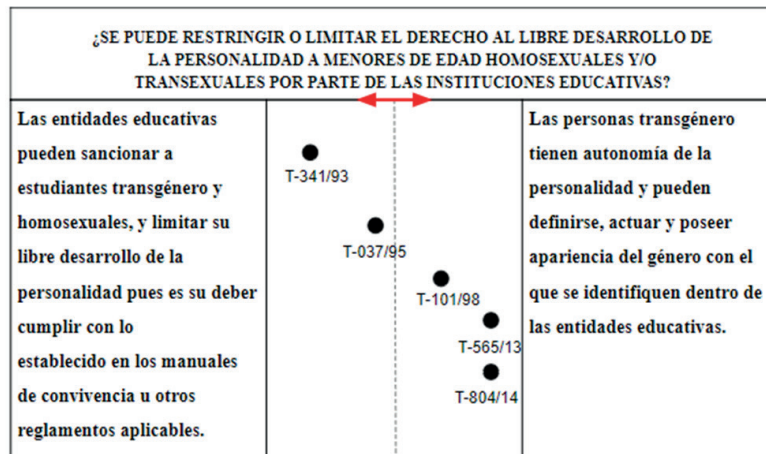 ¿SE PUEDE RESTRINGIR O LIMITAR EL DERECHO AL LIBRE DESARROLLO DE
LA PERSONALIDAD A MENORES DE EDAD HOMOSEXUALES Y/O
TRANSEXUALES POR PARTE DE LAS INSTITUCIONES EDUCATIVAS?
Las entidades educativas
pueden sancionar a
estudiantes transgénero y
homosexuales, y limitar su
libre desarrollo de la
personalidad pues es su deber
cumplir con lo
establecido en los manuales
de convivencia u otros
reglamentos aplicables.
T-341/93
T-037/95
T-101/98
T-565/13
T-804/14
Las personas transgénero
tienen autonomía de la
personalidad y pueden
definirse, actuar y poseer
apariencia del género con el
que se identifiquen dentro de
las entidades educativas.